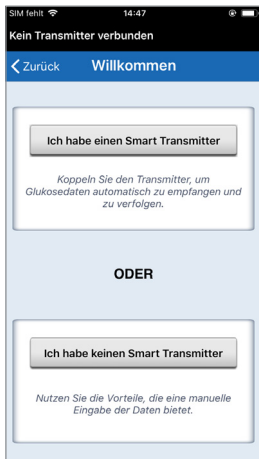 SIM fehlt 14:47
Kein Transmitter verbunden
Zurück Willkommen
Ich habe einen Smart Transmitter
Koppeln Sie den Transmitter, um
Glukosedaten automatisch zu empfangen und
zu verfolgen.
ODER
Ich habe keinen Smart Transmitter
Nutzen Sie die Vorteile, die eine manuelle
Eingabe der Daten bietet.